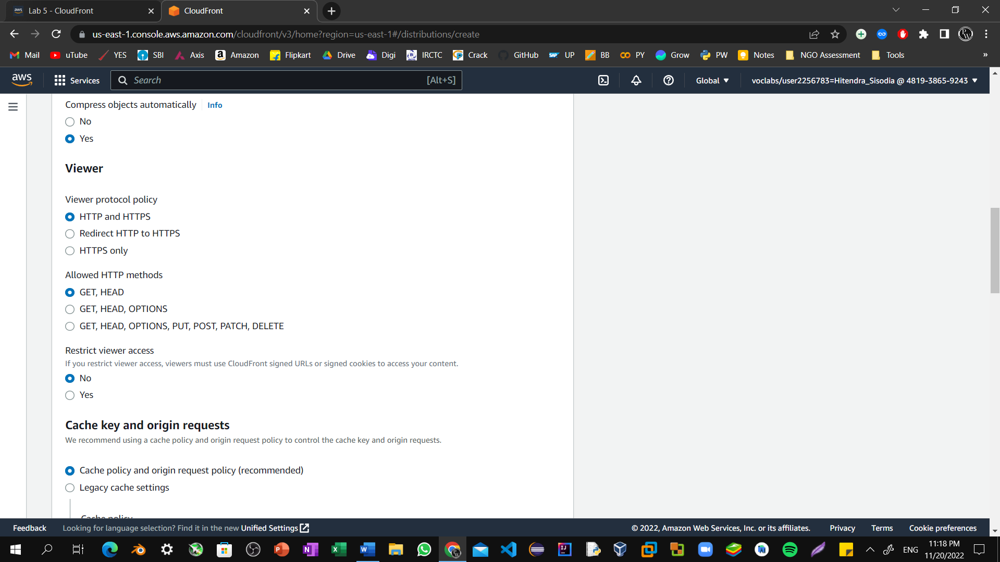 Lab 5 - CloudFront
CloudFront
us-east-1.console.aws.amazon.com/cloudfront/v3/home?region=us-east-1#/distributions/create
Mail uTube YES SBI Axis Amazon Flipkart Drive Digi IRCTC Crack GitHub UP BB PY Grow PW Notes NGO Assessment Tools »
aws Services Search [Alt+S] Global voclabs/user2256783=Hitendra_Sisodia @ 4819-3865-9243
Compress objects automatically Info
No
Yes
Viewer
Viewer protocol policy
HTTP and HTTPS
Redirect HTTP to HTTPS
HTTPS only
Allowed HTTP methods
GET, HEAD
GET, HEAD, OPTIONS
GET, HEAD, OPTIONS, PUT, POST, PATCH, DELETE
Restrict viewer access
If you restrict viewer access, viewers must use CloudFront signed URLs or signed cookies to access your content.
No
Yes
Cache key and origin requests
We recommend using a cache policy and origin request policy to control the cache key and origin requests.
Cache policy and origin request policy (recommended)
Legacy cache settings
Cache policy
Feedback Looking for language selection? Find it in the new Unified Settings © 2022, Amazon Web Services, Inc. or its affiliates. Privacy Terms Cookie preferences
ENG 11:18 PM
11/20/2022